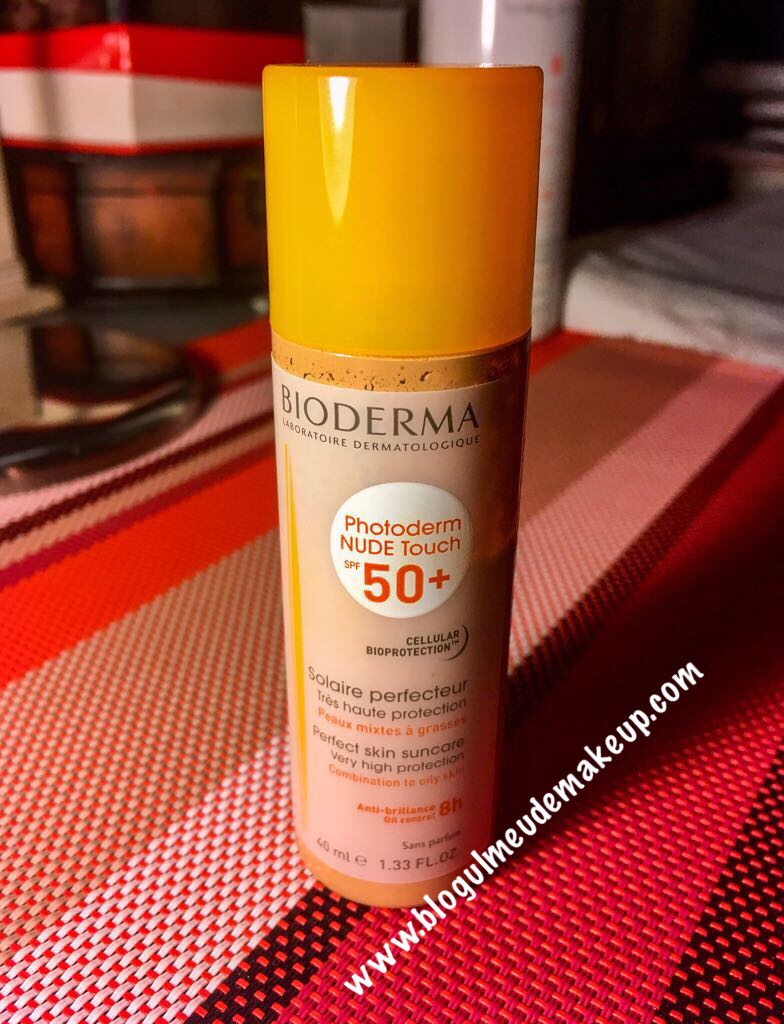 BIODERMA
LABORATOIRE DERMATOLOGIQUE
Photoderm
NUDE Touch
SPF 50+
CELLULAR
BIOPROTECTION™
Solaire perfecteur
Très haute protection
Peaux mixtes à grasses
Perfect skin suncare
Very high protection
Combination to oily skin
Anti-brillance 8h
Oil control
Sans parfum
40 ml e 1.33 FL.OZ.
www.blogulmeudemakeup.com